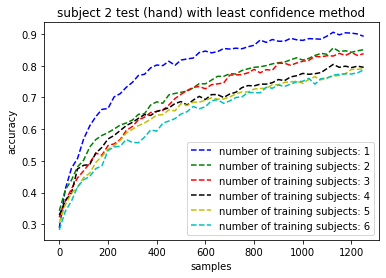 subject 2 test (hand) with least confidence method
accuracy
0.9
0.8
0.7
0.6
0.5
0.4
0.3
number of training subjects: 1
number of training subjects: 2
number of training subjects: 3
number of training subjects: 4
number of training subjects: 5
number of training subjects: 6
0 200 400 600 800 1000 1200
samples